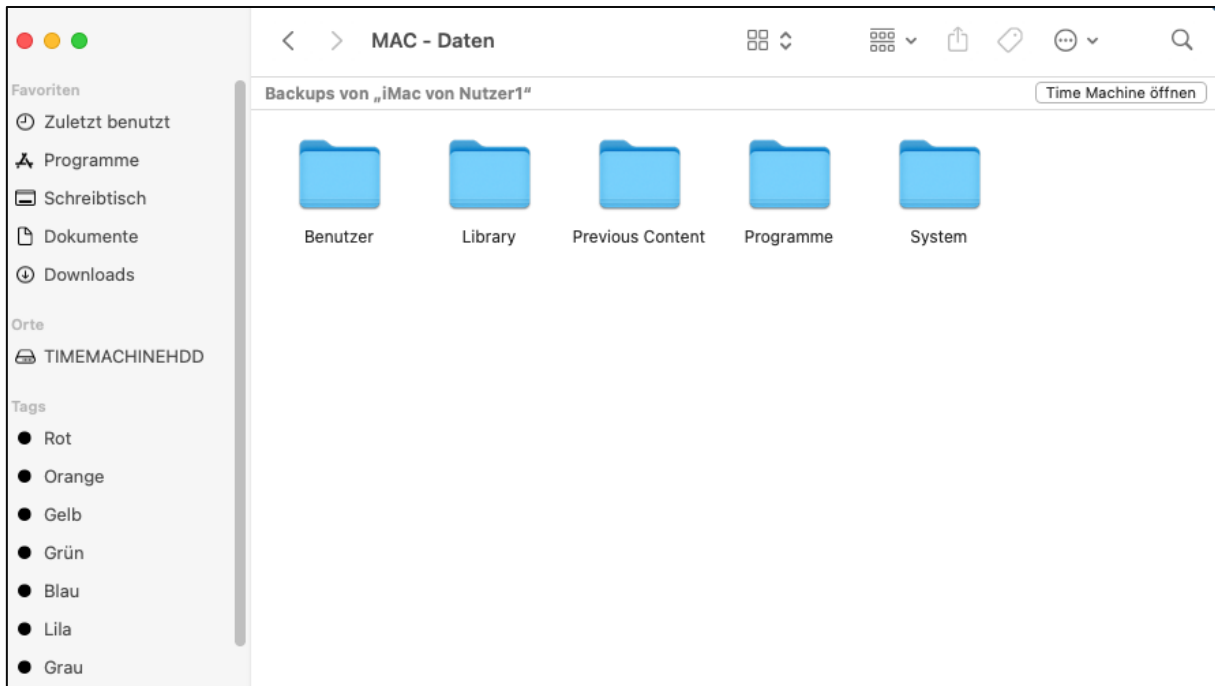 MAC - Daten
Favoriten
Backups von „iMac von Nutzer1“
Time Machine öffnen
Zuletzt benutzt
Programme
Schreibtisch
Dokumente
Downloads
Orte
TIMEMACHINEHDD
Tags
Rot
Orange
Gelb
Grün
Blau
Lila
Grau
Benutzer
Library
Previous Content
Programme
System